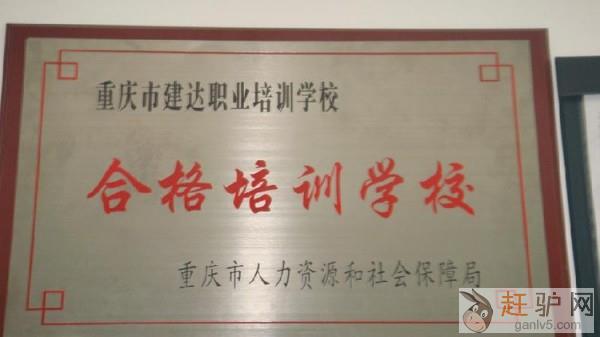 重庆市建达职业培训学校
合格培训学校
重庆市人力资源和社会保障局
赶驴网
ganlv5.com